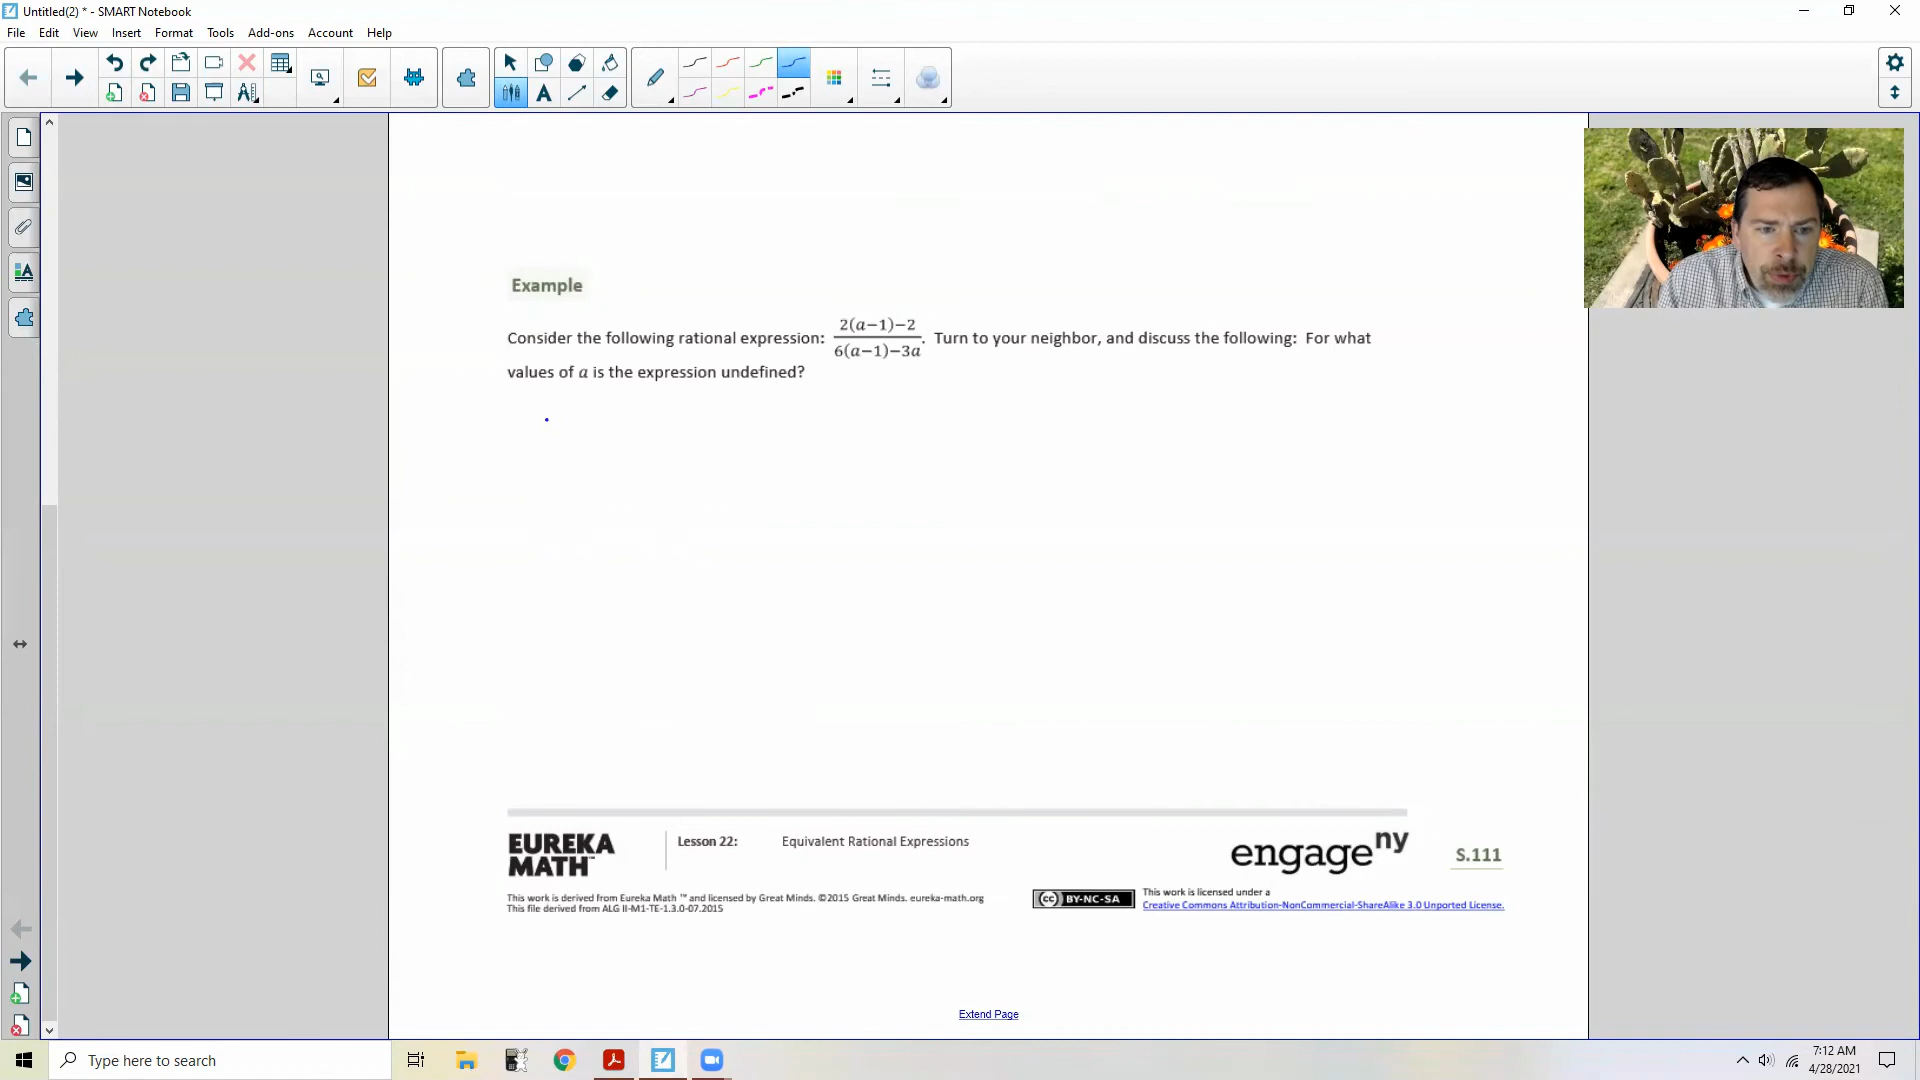 Untitled(2) * - SMART Notebook
File Edit View Insert Format Tools Add-ons Account Help
Example
Consider the following rational expression: 2(a−1)−2 / 6(a−1)−3a. Turn to your neighbor, and discuss the following: For what
values of a is the expression undefined?
EUREKA
MATH™
Lesson 22: Equivalent Rational Expressions
engage ny
S.111
This work is derived from Eureka Math ™ and licensed by Great Minds. ©2015 Great Minds. eureka-math.org
This file derived from ALG II-M1-TE-1.3.0-07.2015
CC BY-NC-SA
This work is licensed under a
Creative Commons Attribution-NonCommercial-ShareAlike 3.0 Unported License.
Extend Page
Type here to search
7:12 AM
4/28/2021